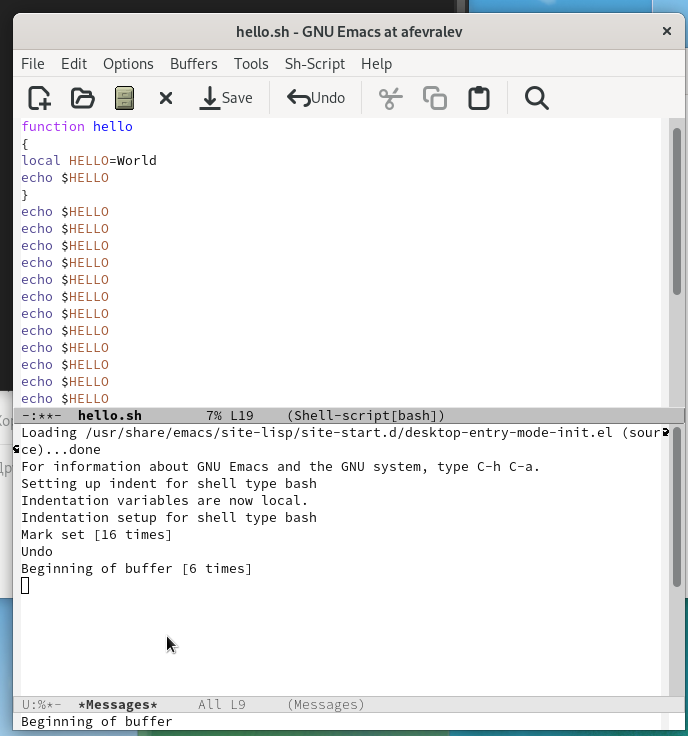 hello.sh - GNU Emacs at afevralev
File Edit Options Buffers Tools Sh-Script Help
Save Undo
function hello
{
local HELLO=World
echo $HELLO
}
echo $HELLO
echo $HELLO
echo $HELLO
echo $HELLO
echo $HELLO
echo $HELLO
echo $HELLO
echo $HELLO
echo $HELLO
echo $HELLO
echo $HELLO
echo $HELLO
-:**- hello.sh 7% L19 (Shell-script[bash])
Loading /usr/share/emacs/site-lisp/site-start.d/desktop-entry-mode-init.el (sour
ce)...done
For information about GNU Emacs and the GNU system, type C-h C-a.
Setting up indent for shell type bash
Indentation variables are now local.
Indentation setup for shell type bash
Mark set [16 times]
Undo
Beginning of buffer [6 times]
U:%*- *Messages* All L9 (Messages)
Beginning of buffer